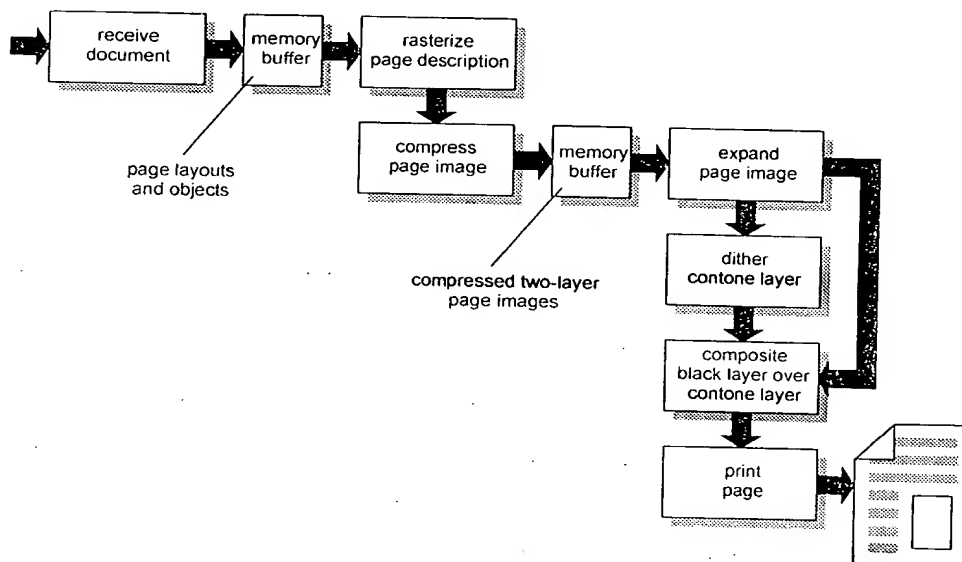 receive
document
memory
buffer
rasterize
page description
page layouts
and objects
compress
page image
memory
buffer
expand
page image
compressed two-layer
page images
dither
contone layer
composite
black layer over
contone layer
print
page